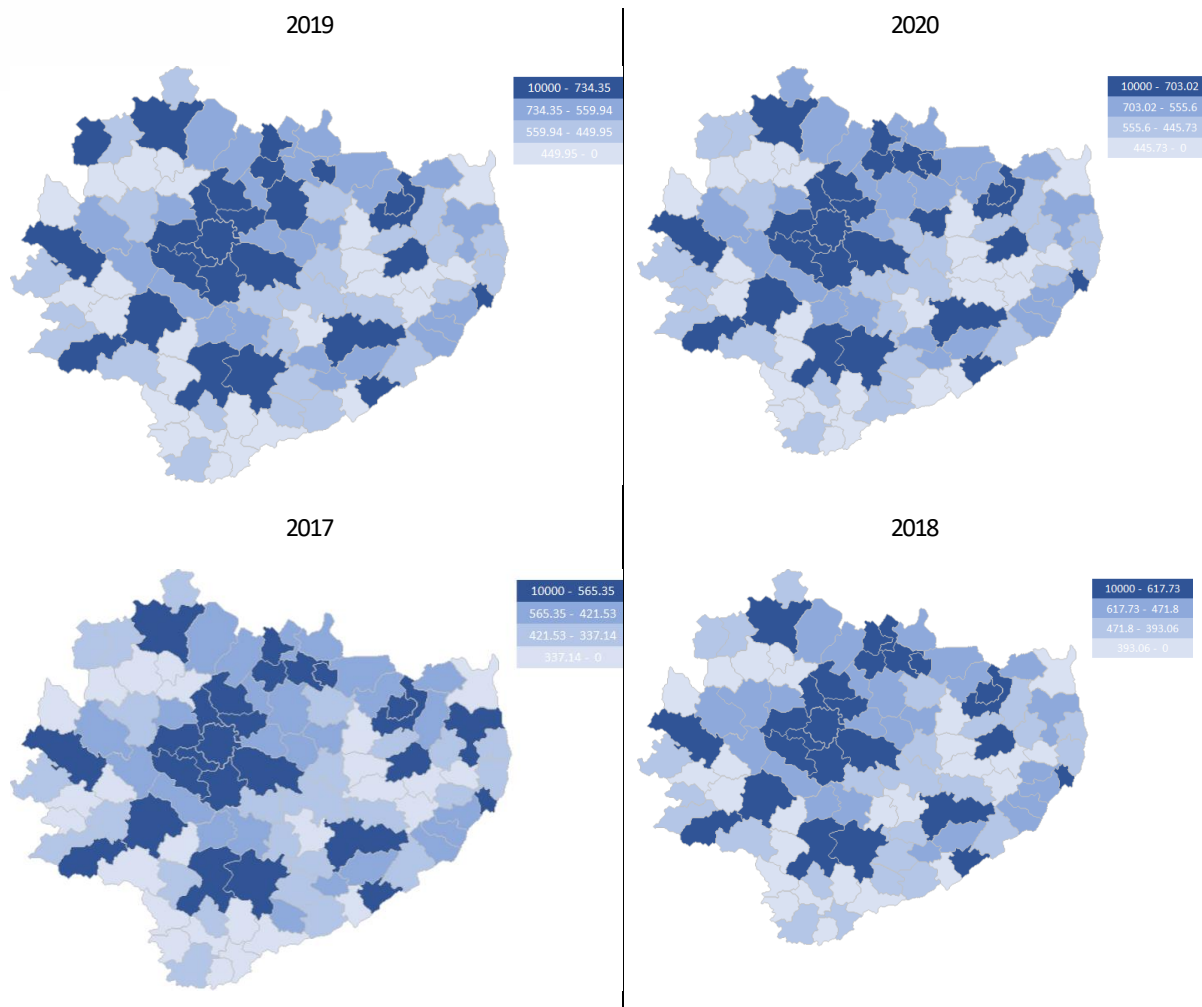 2019
10000 - 734.35
734.35 - 559.94
559.94 - 449.95
449.95 - 0
2020
10000 - 703.02
703.02 - 555.6
555.6 - 445.73
445.73 - 0
2017
10000 - 565.35
565.35 - 421.53
421.53 - 337.14
337.14 - 0
2018
10000 - 617.73
617.73 - 471.8
471.8 - 393.06
393.06 - 0